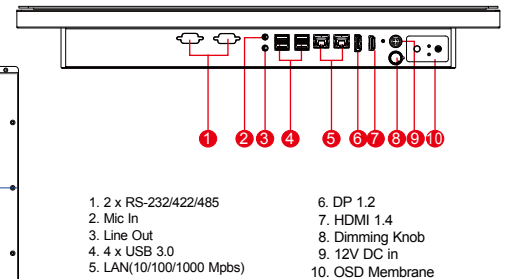 1 2 3 4 5 6 7 8 9 10
1. 2 x RS-232/422/485
2. Mic In
3. Line Out
4. 4 x USB 3.0
5. LAN(10/100/1000 Mpbs)
6. DP 1.2
7. HDMI 1.4
8. Dimming Knob
9. 12V DC in
10. OSD Membrane